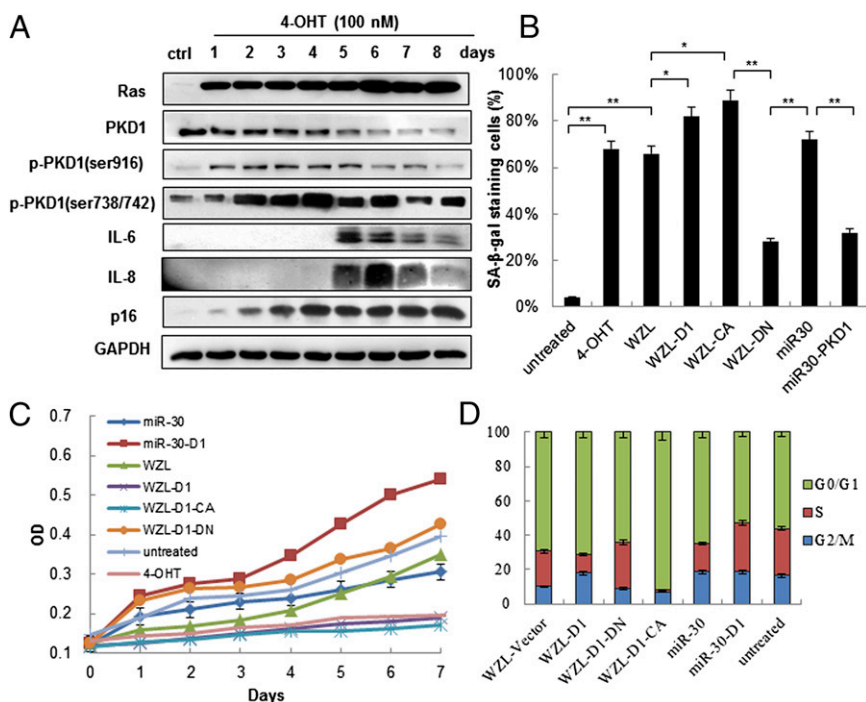 A
4-OHT (100 nM)
ctrl 1 2 3 4 5 6 7 8 days
Ras
PKD1
p-PKD1(ser916)
p-PKD1(ser738/742)
IL-6
IL-8
p16
GAPDH
B
SA-β-gal staining cells (%)
100%
80%
60%
40%
20%
0%
** ** * * ** ** **
untreated
4-OHT
WZL
WZL-D1
WZL-CA
WZL-DN
miR30
miR30-PKD1
C
OD
0.7
0.6
0.5
0.4
0.3
0.2
0.1
miR-30
miR-30-D1
WZL
WZL-D1
WZL-D1-CA
WZL-D1-DN
untreated
4-OHT
0 1 2 3 4 5 6 7
Days
D
100
80
60
40
20
0
G0/G1
S
G2/M
WZL-Vector
WZL-D1
WZL-D1-DN
WZL-D1-CA
miR-30
miR-30-D1
untreated